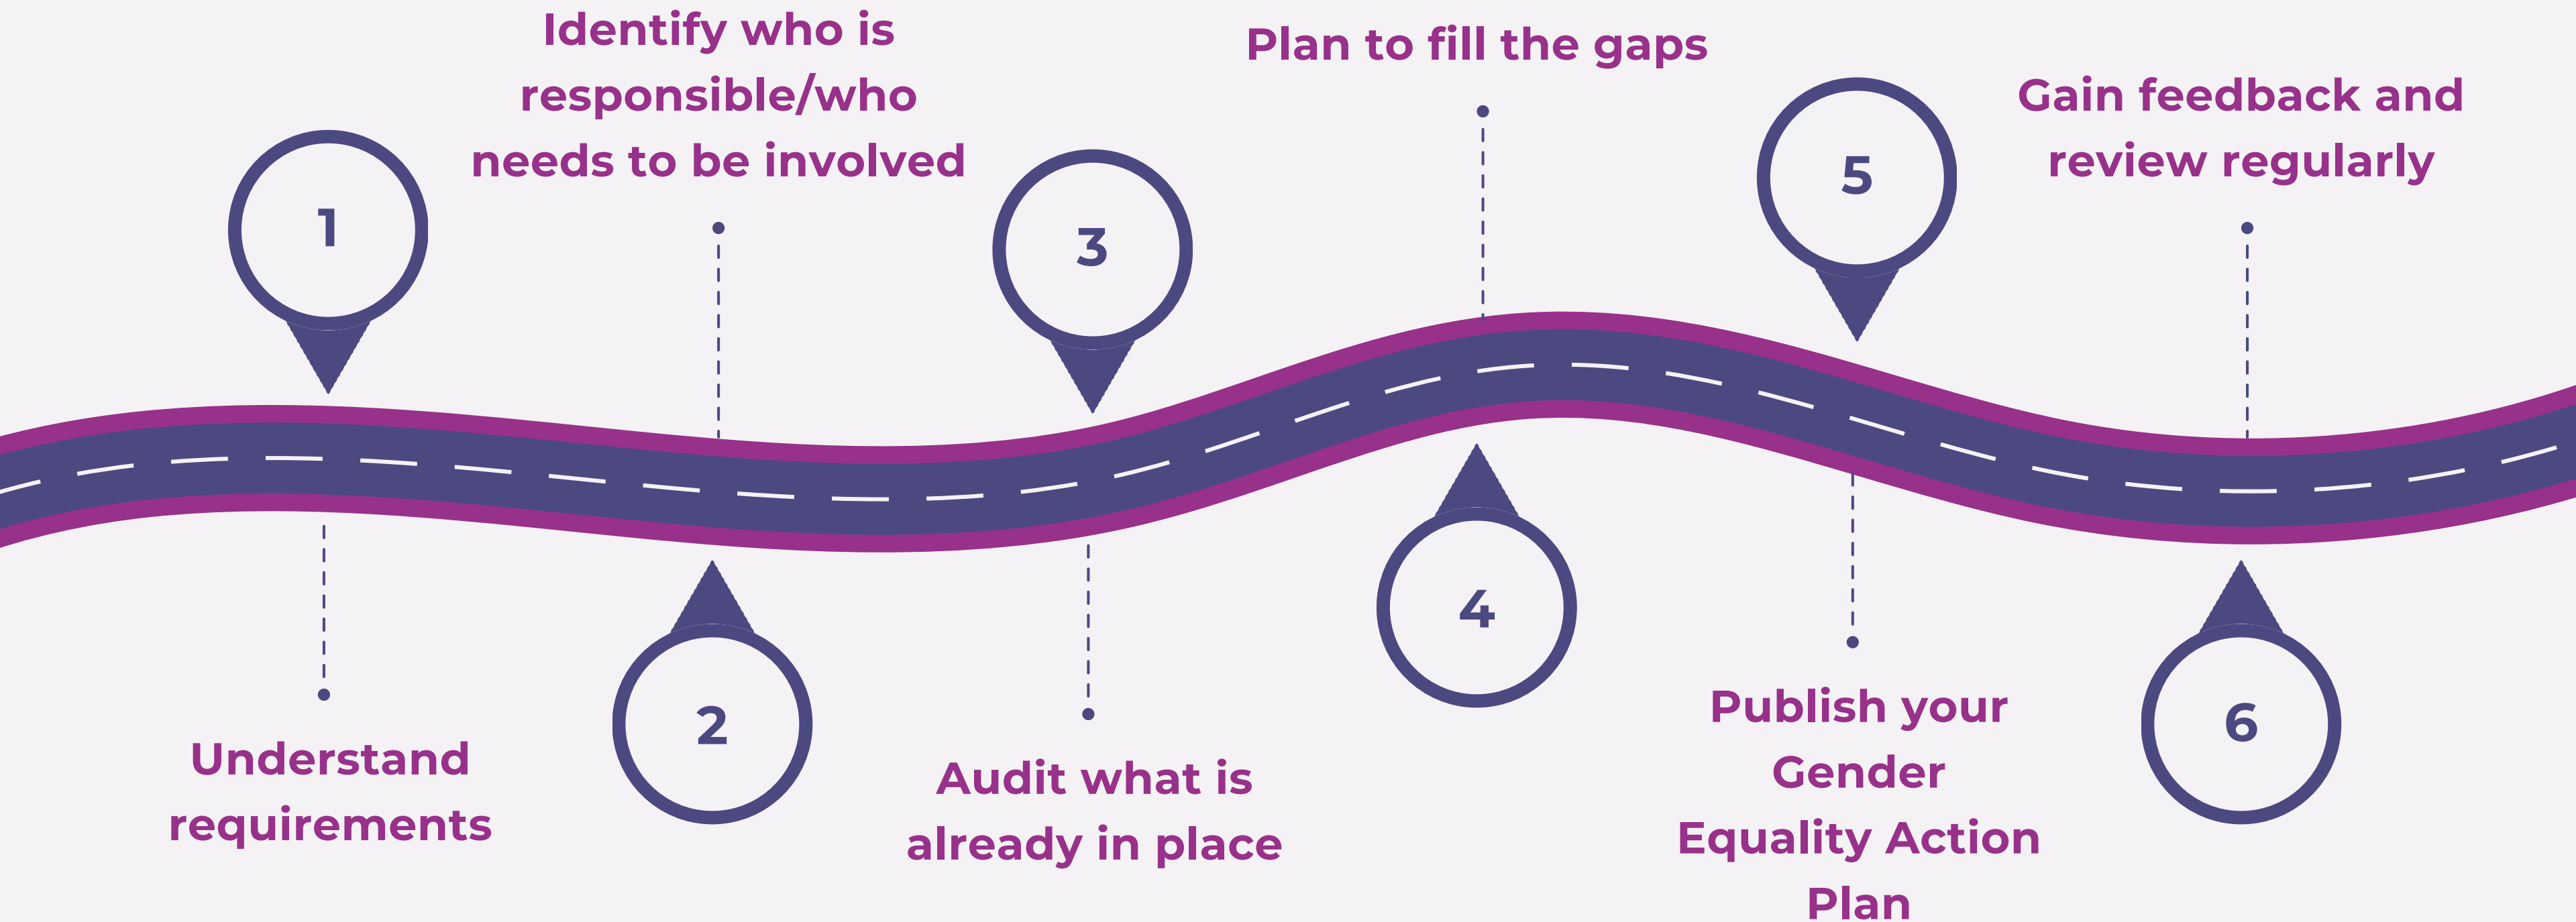 1
Understand
requirements
2
Identify who is
responsible/who
needs to be involved
3
Audit what is
already in place
4
Plan to fill the gaps
5
Publish your
Gender
Equality Action
Plan
6
Gain feedback and
review regularly